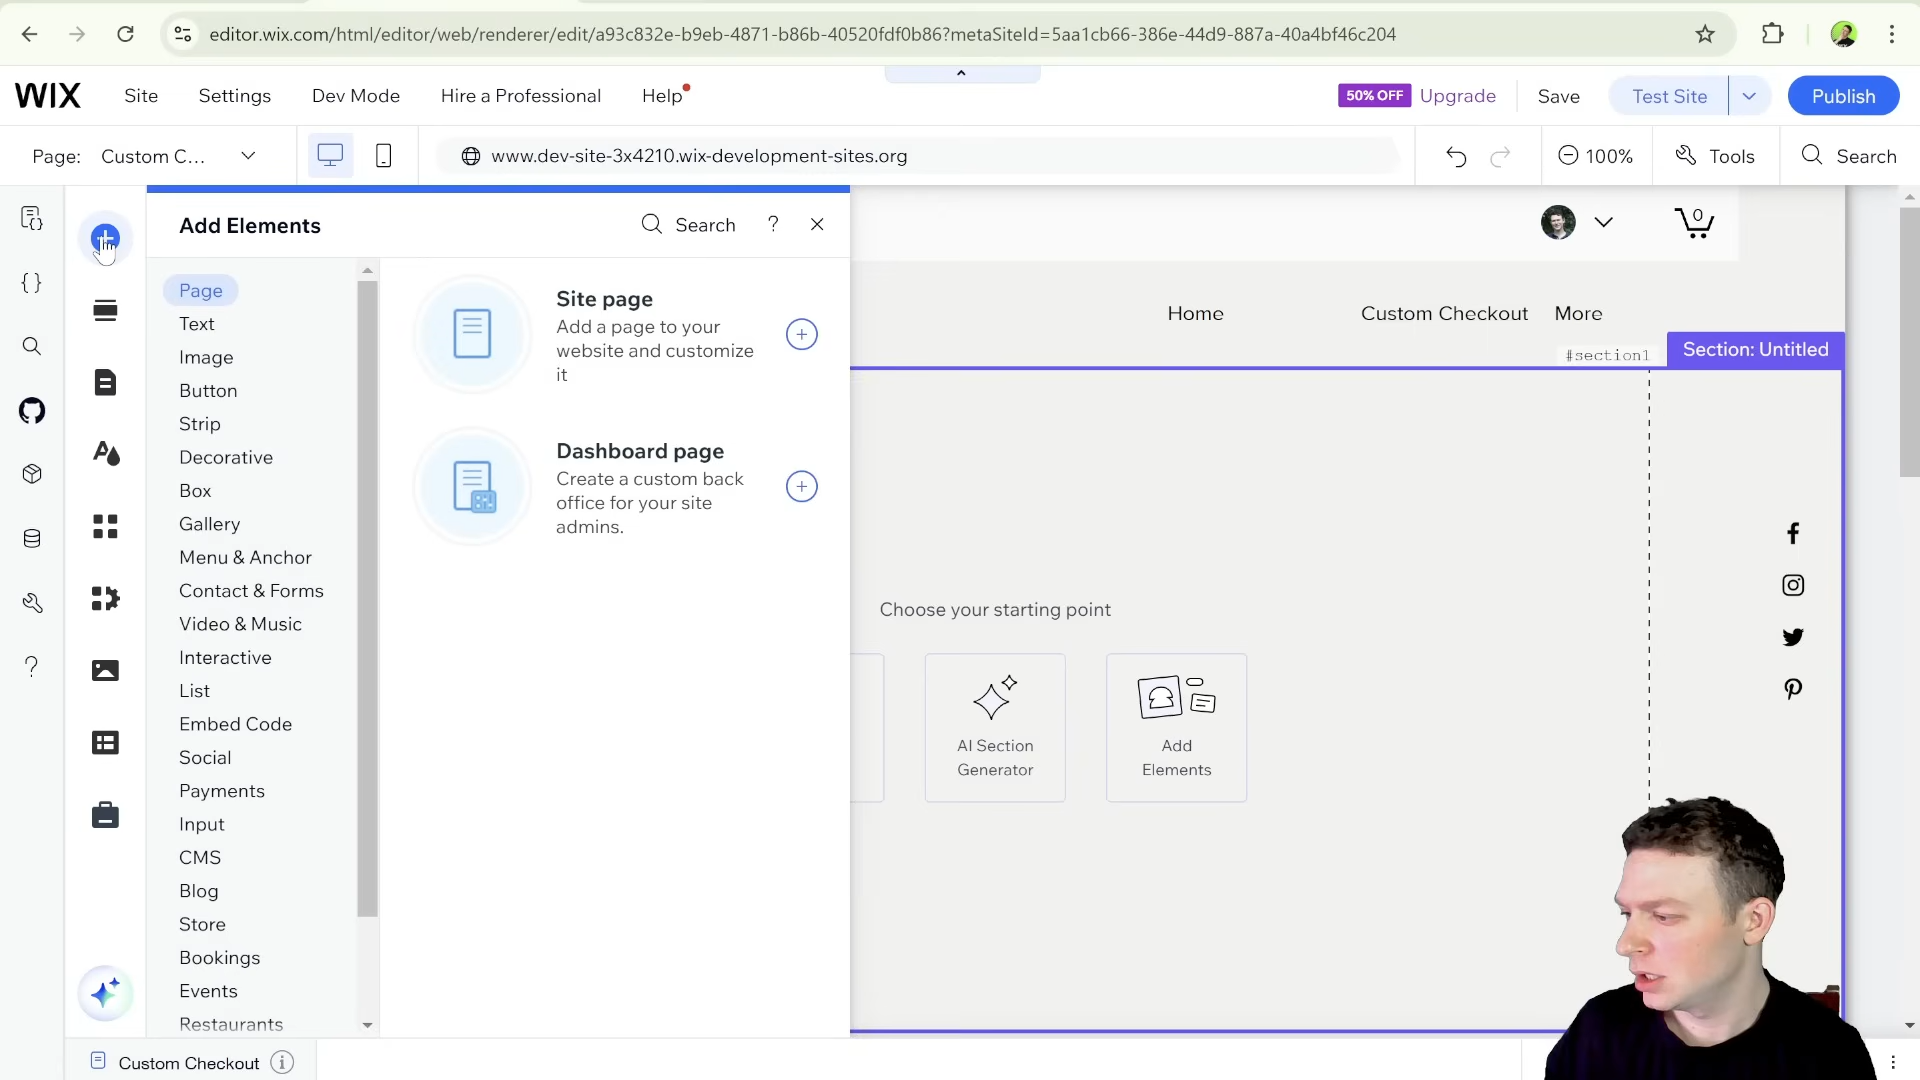 editor.wix.com/html/editor/web/renderer/edit/a93c832e-b9eb-4871-b86b-40520fdf0b86?metaSiteId=5aa1cb66-386e-44d9-887a-40a4bf46c204
WIX
Site
Settings
Dev Mode
Hire a Professional
Help
50% OFF
Upgrade
Save
Test Site
Publish
Page:
Custom C...
www.dev-site-3x4210.wix-development-sites.org
100%
Tools
Search
Add Elements
Search
?
Page
Text
Image
Button
Strip
Decorative
Box
Gallery
Menu & Anchor
Contact & Forms
Video & Music
Interactive
List
Embed Code
Social
Payments
Input
CMS
Blog
Store
Bookings
Events
Restaurants
Site page
Add a page to your
website and customize
it
Dashboard page
Create a custom back
office for your site
admins.
0
Home
Custom Checkout
More
#section1
Section: Untitled
Choose your starting point
AI Section
Generator
Add
Elements
Custom Checkout